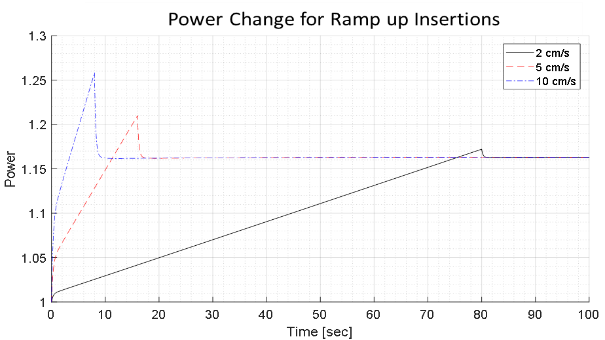 Power Change for Ramp up Insertions
1.3
1.25
1.2
1.15
1.1
1.05
1
Power
2 cm/s
5 cm/s
10 cm/s
0 10 20 30 40 50 60 70 80 90 100
Time [sec]